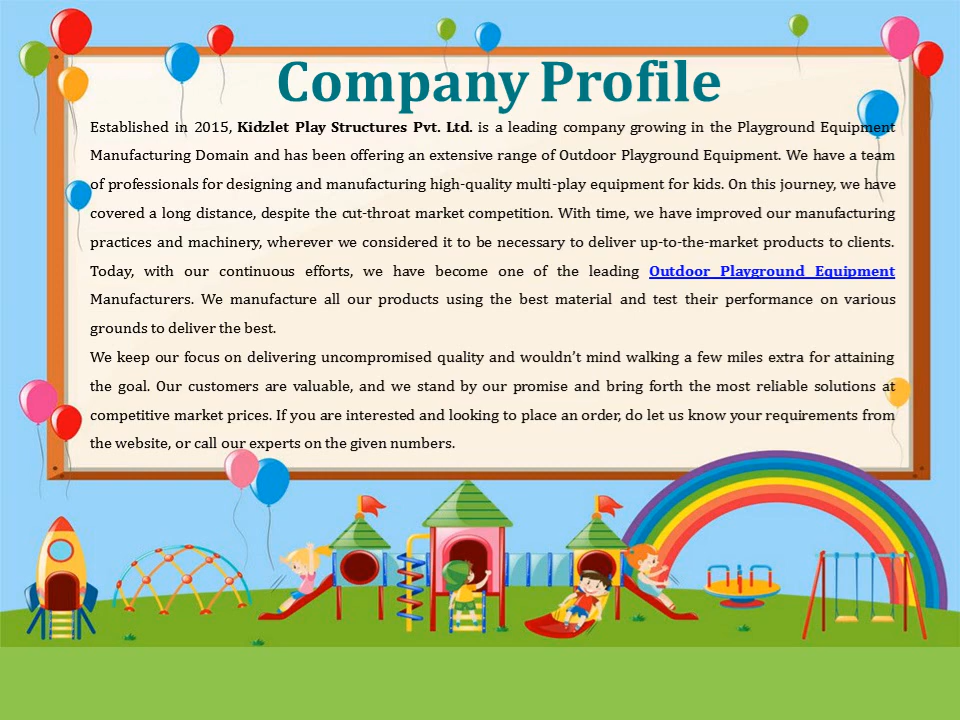 Company Profile
Established in 2015, Kidzlet Play Structures Pvt. Ltd. is a leading company growing in the Playground Equipment
Manufacturing Domain and has been offering an extensive range of Outdoor Playground Equipment. We have a team
of professionals for designing and manufacturing high-quality multi-play equipment for kids. On this journey, we have
covered a long distance, despite the cut-throat market competition. With time, we have improved our manufacturing
practices and machinery, wherever we considered it to be necessary to deliver up-to-the-market products to clients.
Today, with our continuous efforts, we have become one of the leading Outdoor Playground Equipment
Manufacturers. We manufacture all our products using the best material and test their performance on various
grounds to deliver the best.
We keep our focus on delivering uncompromised quality and wouldn’t mind walking a few miles extra for attaining
the goal. Our customers are valuable, and we stand by our promise and bring forth the most reliable solutions at
competitive market prices. If you are interested and looking to place an order, do let us know your requirements from
the website, or call our experts on the given numbers.